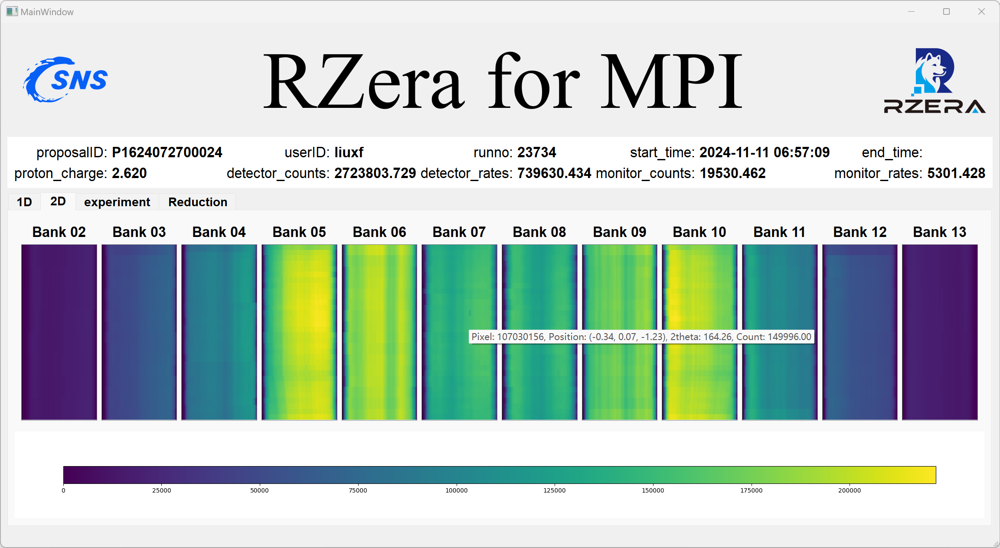 MainWindow
CSNS
RZera for MPI
RZERA
proposalID: P1624072700024 userID: liuxf runno: 23734 start_time: 2024-11-11 06:57:09 end_time:
proton_charge: 2.620 detector_counts: 2723803.729 detector_rates: 739630.434 monitor_counts: 19530.462 monitor_rates: 5301.428
1D 2D experiment Reduction
Bank 02 Bank 03 Bank 04 Bank 05 Bank 06 Bank 07 Bank 08 Bank 09 Bank 10 Bank 11 Bank 12 Bank 13
Pixel: 107030156, Position: (-0.34, 0.07, -1.23), 2theta: 164.26, Count: 149996.00
0 25000 50000 75000 100000 125000 150000 175000 200000